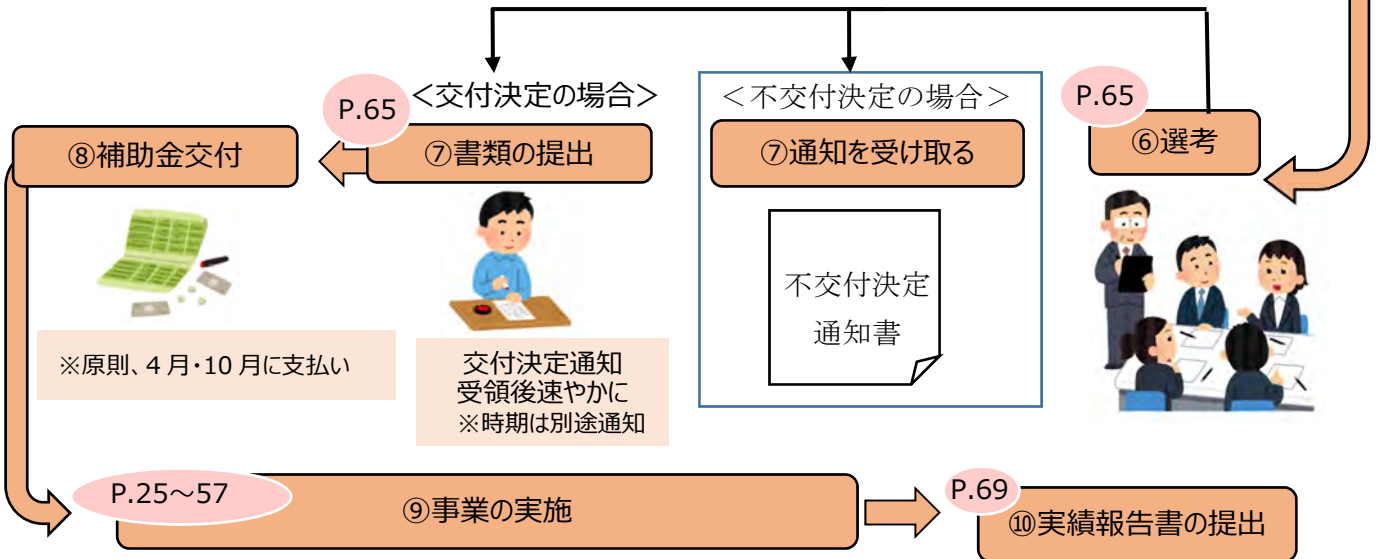 P.65
⑥選考
<不交付決定の場合>
⑦通知を受け取る
不交付決定
通知書
P.65
<交付決定の場合>
⑦書類の提出
交付決定通知
受領後速やかに
※時期は別途通知
⑧補助金交付
※原則、4月・10月に支払い
P.25~57
⑨事業の実施
P.69
⑩実績報告書の提出